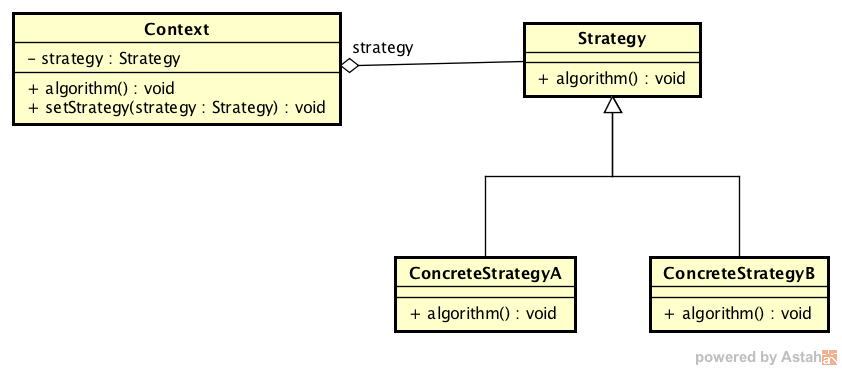 Context
– strategy : Strategy
+ algorithm() : void
+ setStrategy(strategy : Strategy) : void
strategy
Strategy
+ algorithm() : void
ConcreteStrategyA
+ algorithm() : void
ConcreteStrategyB
+ algorithm() : void
powered by Astah